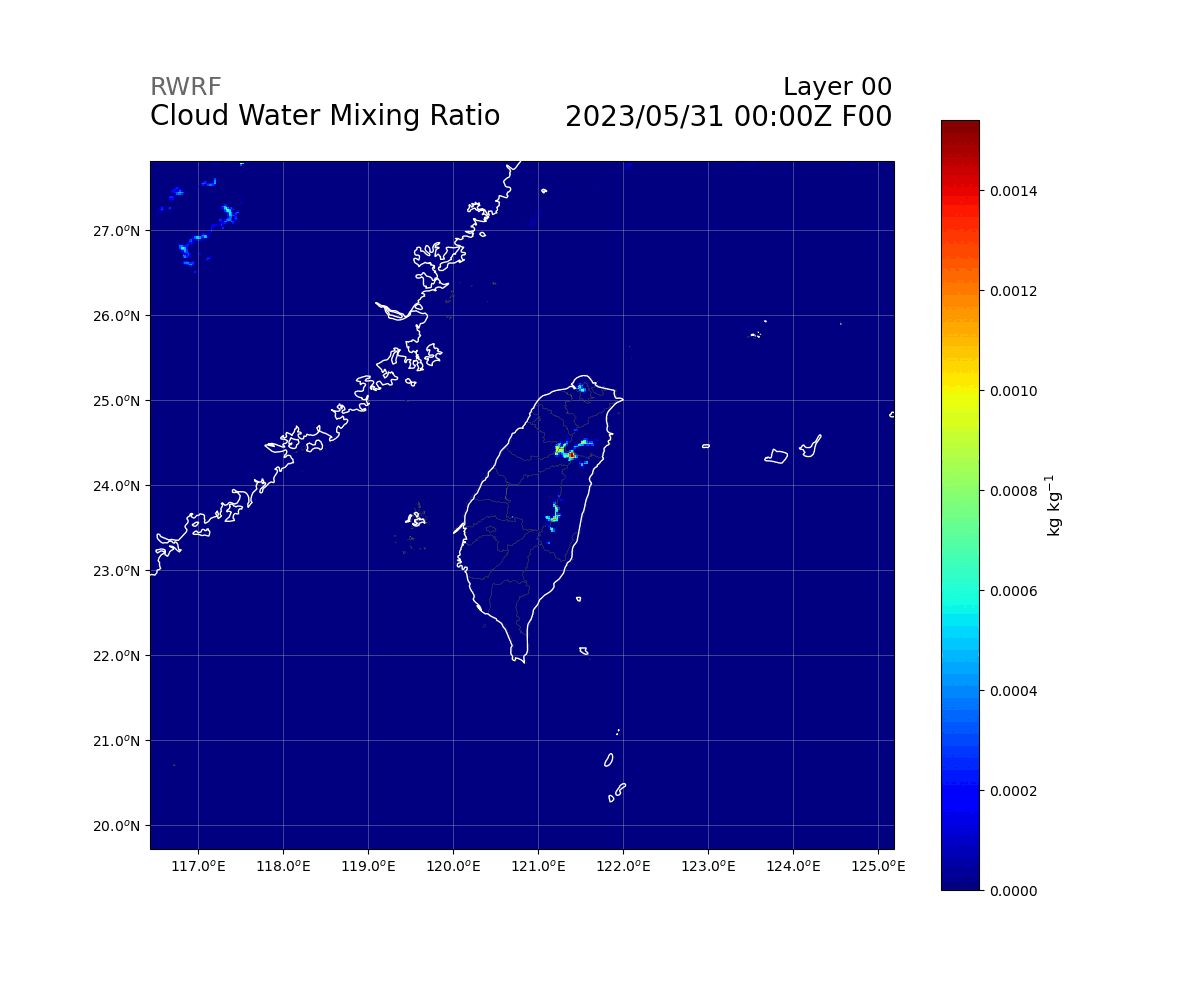 RWRF
Layer 00
Cloud Water Mixing Ratio
2023/05/31 00:00Z F00
27.0°N
26.0°N
25.0°N
24.0°N
23.0°N
22.0°N
21.0°N
20.0°N
117.0°E
118.0°E
119.0°E
120.0°E
121.0°E
122.0°E
123.0°E
124.0°E
125.0°E
0.0014
0.0012
0.0010
0.0008
0.0006
0.0004
0.0002
0.0000
kg kg⁻¹